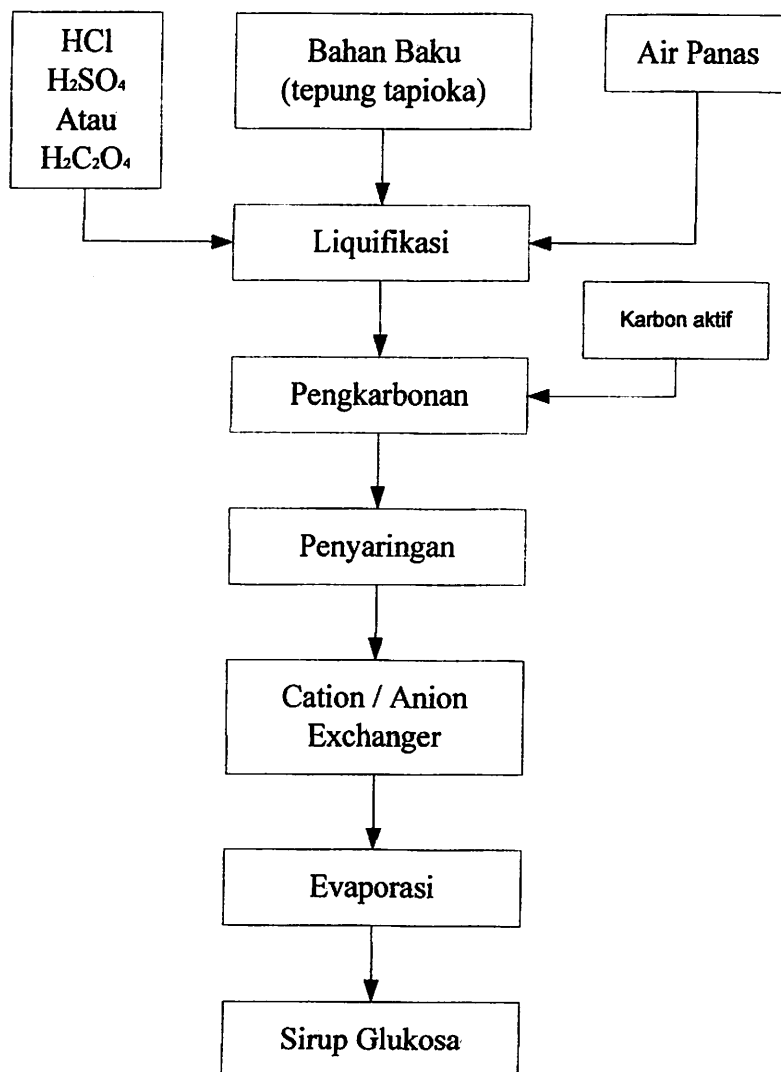 HCl
H₂SO₄
Atau
H₂C₂O₄
Bahan Baku
(tepung tapioka)
Air Panas
Liquifikasi
Karbon aktif
Pengkarbonan
Penyaringan
Cation / Anion
Exchanger
Evaporasi
Sirup Glukosa